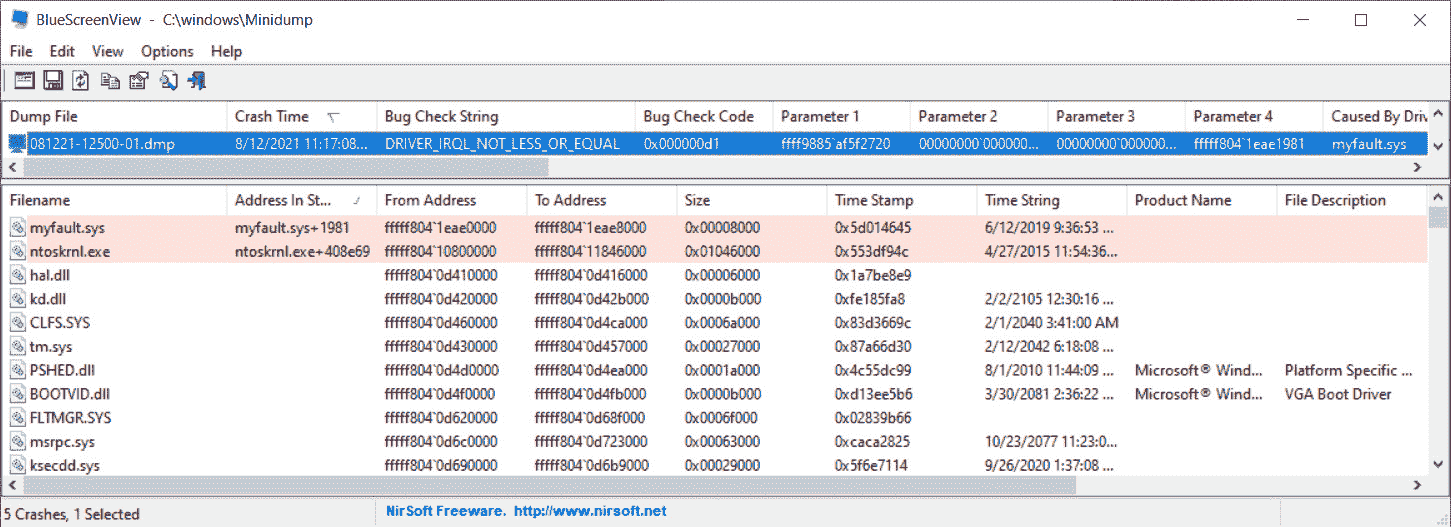 BlueScreenView - C:\windows\Minidump
File Edit View Options Help
Dump File Crash Time Bug Check String Bug Check Code Parameter 1 Parameter 2 Parameter 3 Parameter 4 Caused By Driv
081221-12500-01.dmp 8/12/2021 11:17:08... DRIVER_IRQL_NOT_LESS_OR_EQUAL 0x000000d1 ffff9885`af5f2720 00000000`000000... 00000000`000000... fffff804`1eae1981 myfault.sys
Filename Address In St... From Address To Address Size Time Stamp Time String Product Name File Description
myfault.sys myfault.sys+1981 fffff804`1eae0000 fffff804`1eae8000 0x00008000 0x5d014645 6/12/2019 9:36:53 ...
ntoskrnl.exe ntoskrnl.exe+408e69 fffff804`10800000 fffff804`11846000 0x01046000 0x553df94c 4/27/2015 11:54:36...
hal.dll fffff804`0d410000 fffff804`0d416000 0x00006000 0x1a7be8e9
kd.dll fffff804`0d420000 fffff804`0d42b000 0x0000b000 0xfe185fa8 2/2/2105 12:30:16 ...
CLFS.SYS fffff804`0d460000 fffff804`0d4ca000 0x0006a000 0x83d3669c 2/1/2040 3:41:00 AM
tm.sys fffff804`0d430000 fffff804`0d457000 0x00027000 0x87a66d30 2/12/2042 6:18:08 ...
PSHED.dll fffff804`0d4d0000 fffff804`0d4ea000 0x0001a000 0x4c55dc99 8/1/2010 11:44:09 ... Microsoft® Wind... Platform Specific ...
BOOTVID.dll fffff804`0d4f0000 fffff804`0d4fb000 0x0000b000 0xd13ee5b6 3/30/2081 2:36:22 ... Microsoft® Wind... VGA Boot Driver
FLTMGR.SYS fffff804`0d620000 fffff804`0d68f000 0x0006f000 0x02839b66
msrpc.sys fffff804`0d6c0000 fffff804`0d723000 0x00063000 0xcaca2825 10/23/2077 11:23:0...
ksecdd.sys fffff804`0d690000 fffff804`0d6b9000 0x00029000 0x5f6e7114 9/26/2020 1:37:08 ...
5 Crashes, 1 Selected NirSoft Freeware. http://www.nirsoft.net